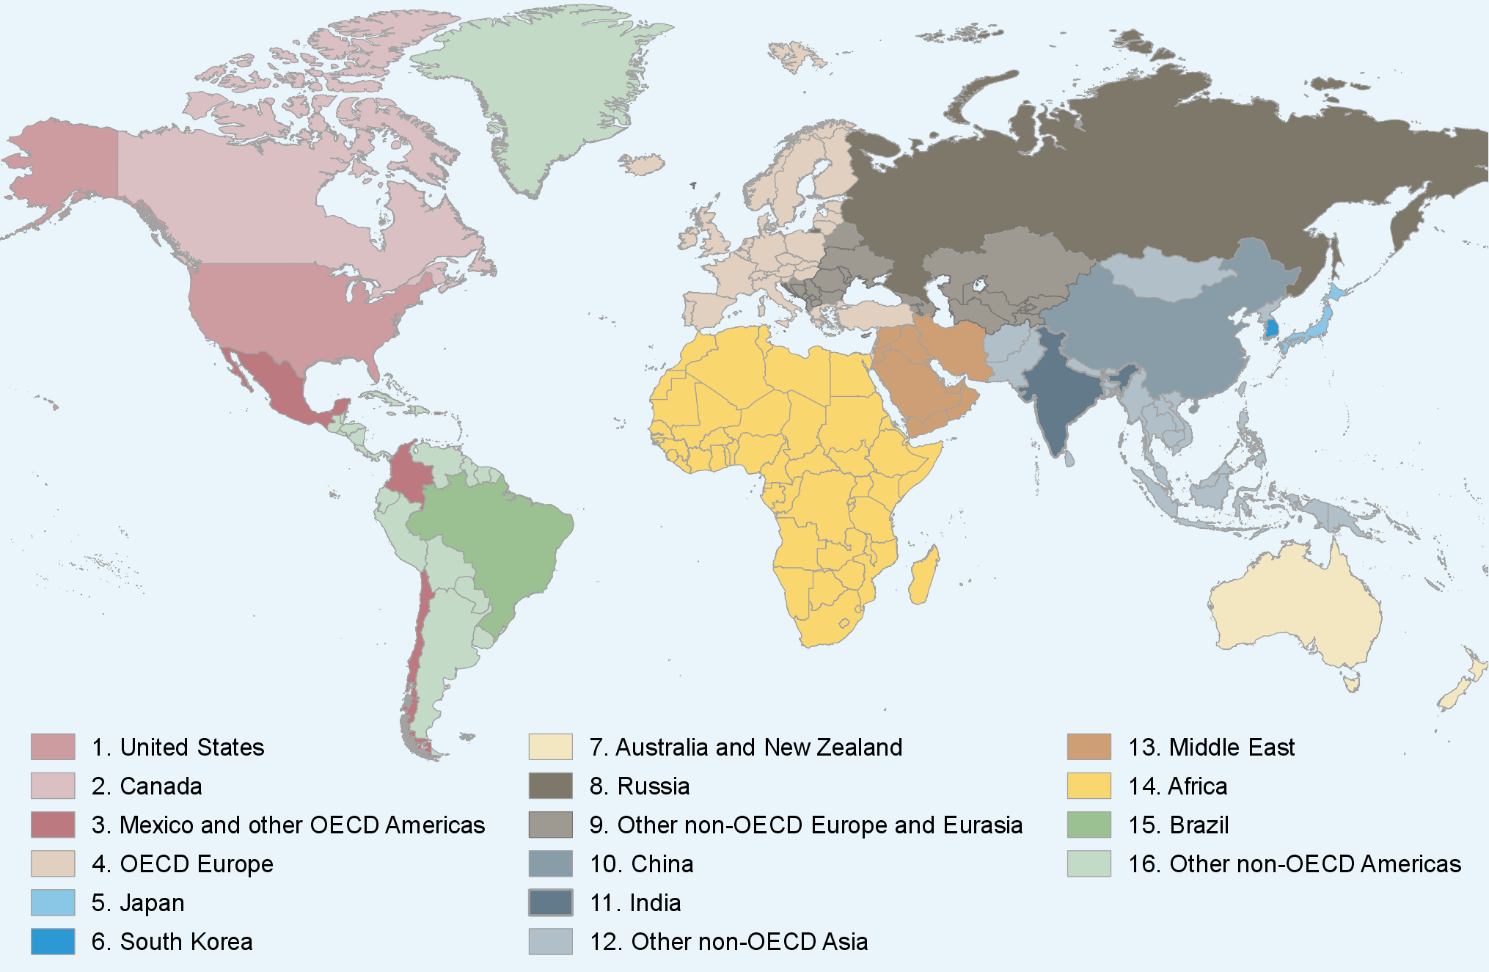 1. United States
2. Canada
3. Mexico and other OECD Americas
4. OECD Europe
5. Japan
6. South Korea
7. Australia and New Zealand
8. Russia
9. Other non-OECD Europe and Eurasia
10. China
11. India
12. Other non-OECD Asia
13. Middle East
14. Africa
15. Brazil
16. Other non-OECD Americas